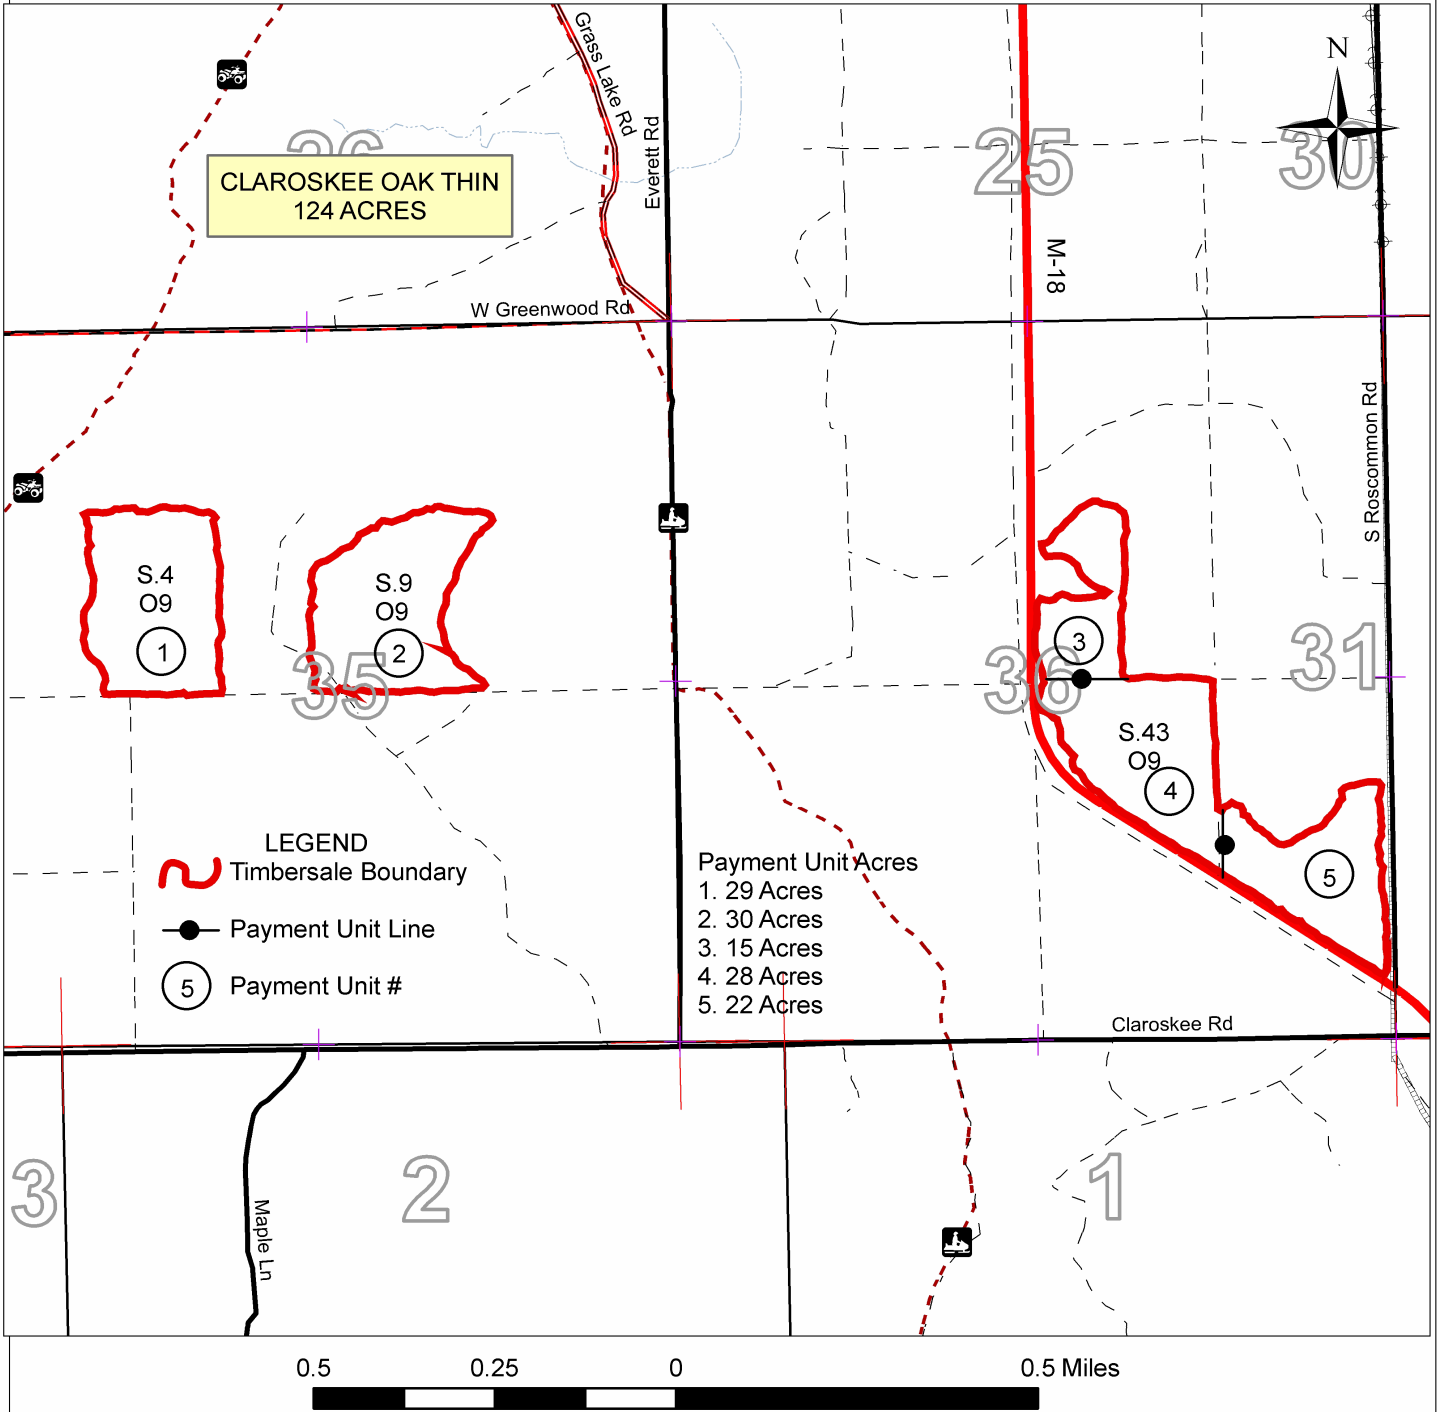 Grass Lake Rd
Everett Rd
N
26
25
30
CLAROSKEE OAK THIN
124 ACRES
M-18
W Greenwood Rd
S Roscommon Rd
S.4
O9
1
S.9
O9
2
35
3
36
31
S.43
O9
4
5
LEGEND
Timbersale Boundary
Payment Unit Line
5 Payment Unit #
Payment Unit Acres
1. 29 Acres
2. 30 Acres
3. 15 Acres
4. 28 Acres
5. 22 Acres
Claroskee Rd
3
2
1
Maple Ln
0.5 0.25 0 0.5 Miles